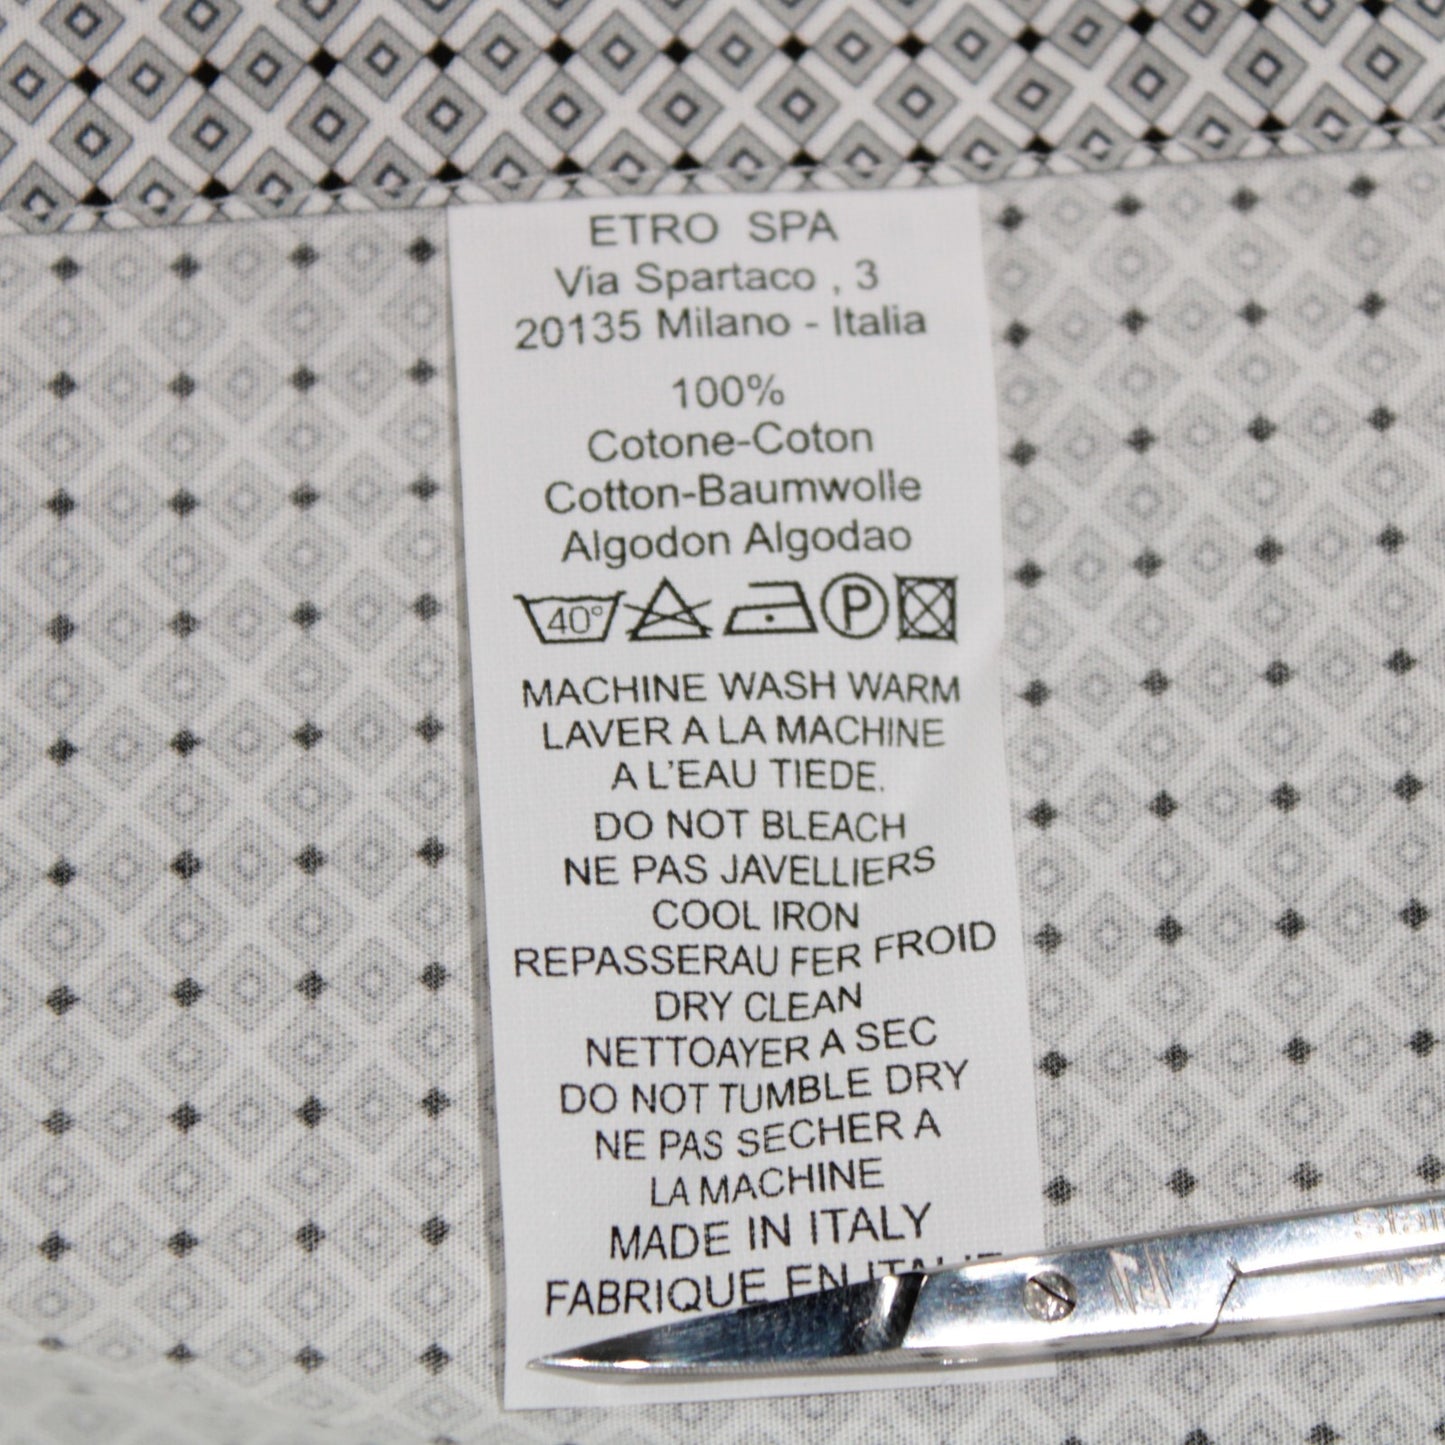 ETRO SPA
Via Spartaco , 3
20135 Milano - Italia
100%
Cotone-Coton
Cotton-Baumwolle
Algodon Algodao
40° P
MACHINE WASH WARM
LAVER A LA MACHINE
A L'EAU TIEDE.
DO NOT BLEACH
NE PAS JAVELLIERS
COOL IRON
REPASSERAU FER FROID
DRY CLEAN
NETTOAYER A SEC
DO NOT TUMBLE DRY
NE PAS SECHER A
LA MACHINE
MADE IN ITALY
FABRIQUE EN